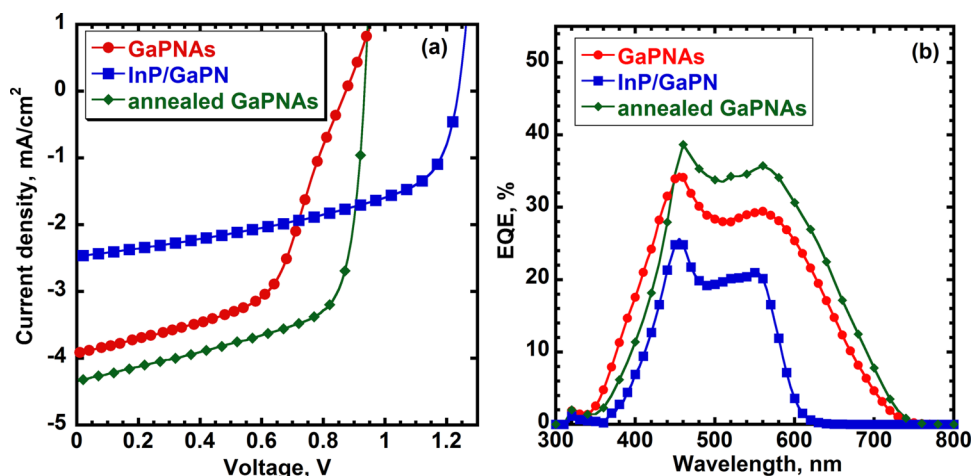 (a)
GaPNAs
InP/GaPN
annealed GaPNAs
Current density, mA/cm²
1
0
-1
-2
-3
-4
-5
0 0.2 0.4 0.6 0.8 1 1.2
Voltage, V
(b)
GaPNAs
InP/GaPN
annealed GaPNAs
EQE, %
50
40
30
20
10
0
300 400 500 600 700 800
Wavelength, nm